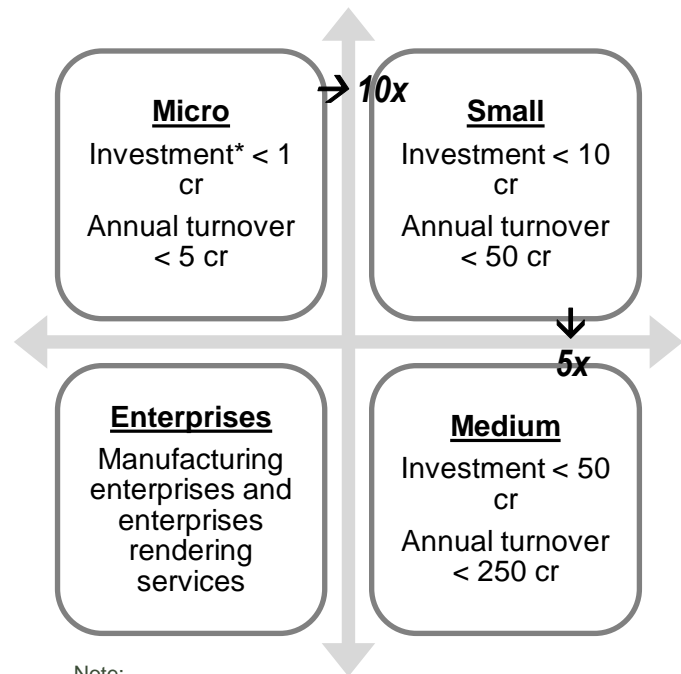 Micro
Investment* < 1
cr
Annual turnover
< 5 cr
→ 10x
Small
Investment < 10
cr
Annual turnover
< 50 cr
↓
5x
Enterprises
Manufacturing
enterprises and
enterprises
rendering
services
Medium
Investment < 50
cr
Annual turnover
< 250 cr
Note: